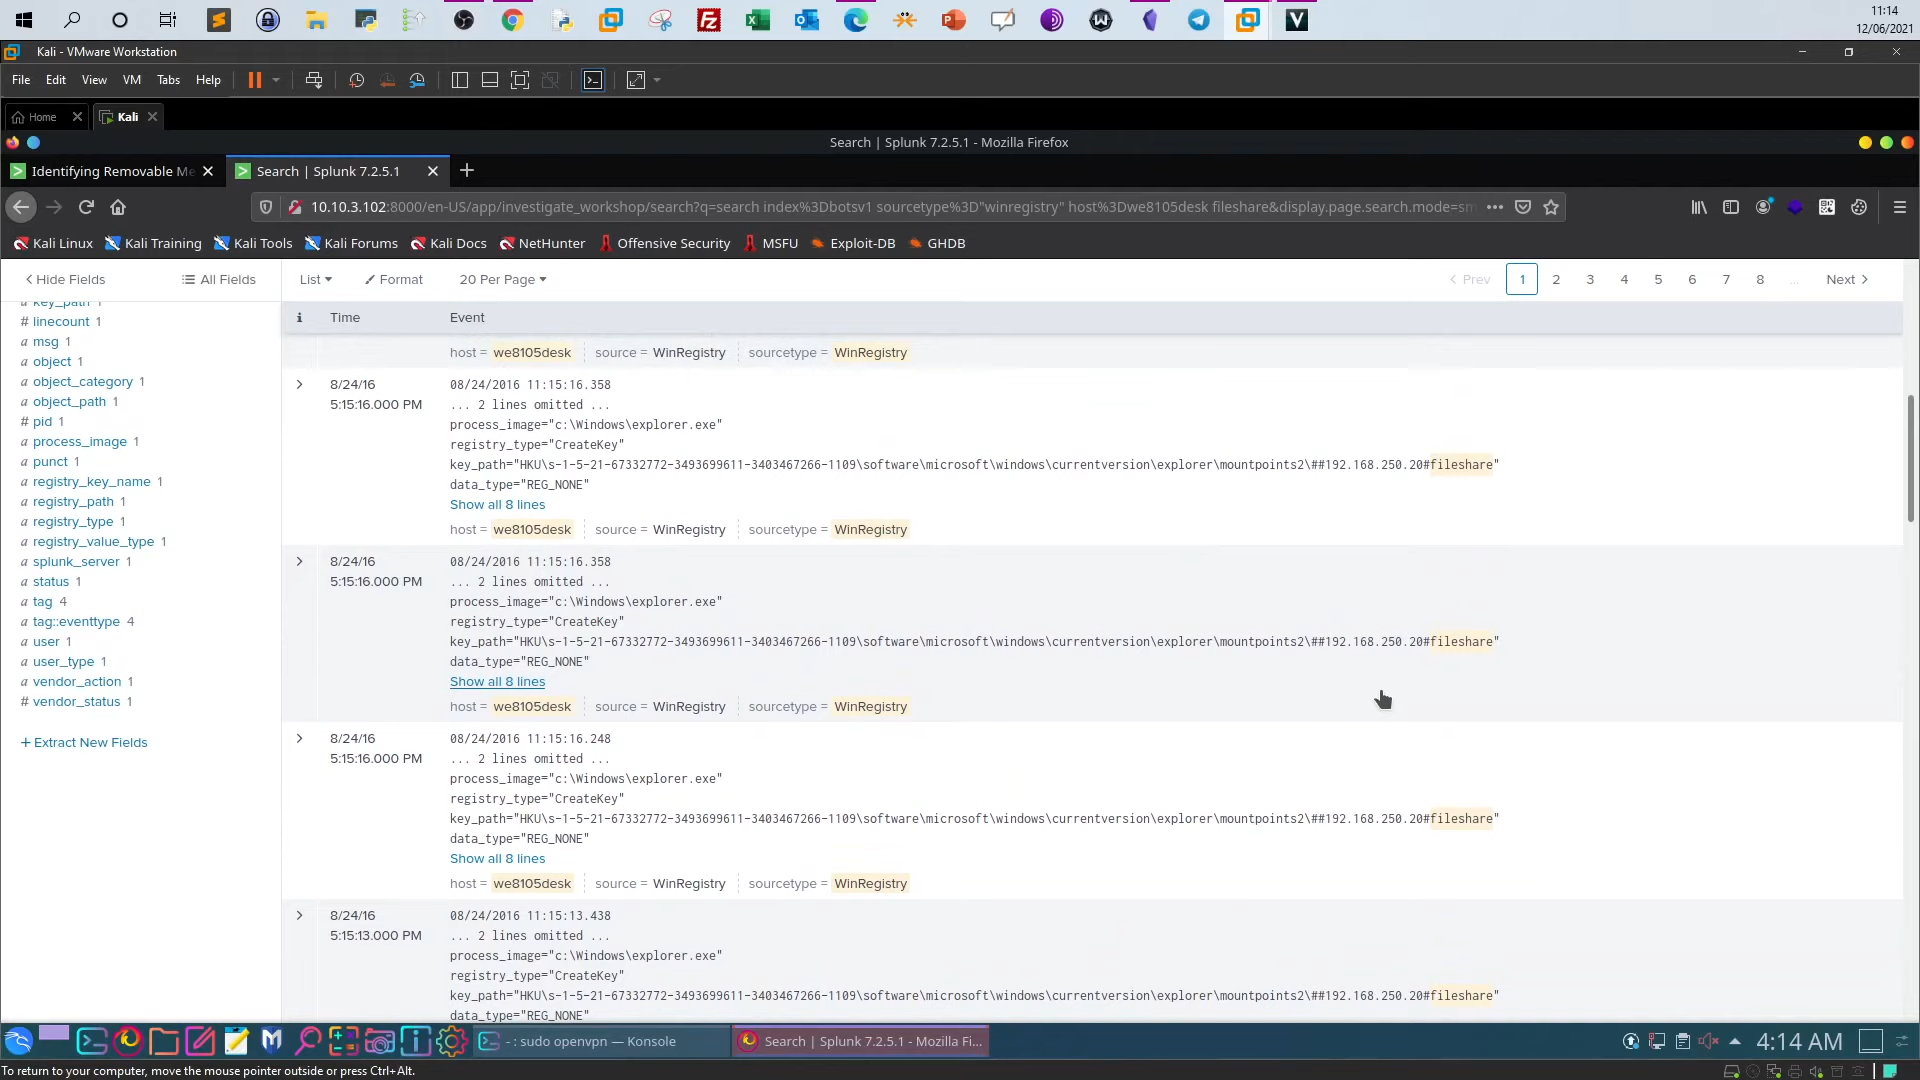 11:14
12/06/2021
Kali - VMware Workstation
File Edit View VM Tabs Help
Home Kali
Search | Splunk 7.2.5.1 - Mozilla Firefox
Identifying Removable Me Search | Splunk 7.2.5.1
10.10.3.102:8000/en-US/app/investigate_workshop/search?q=search index%3Dbotsv1 sourcetype%3D"winregistry" host%3Dwe8105desk fileshare&display.page.search.mode=sm
Kali Linux Kali Training Kali Tools Kali Forums Kali Docs NetHunter Offensive Security MSFU Exploit-DB GHDB
Hide Fields All Fields List Format 20 Per Page Prev 1 2 3 4 5 6 7 8 ... Next
i Time Event
a key_path 1
# linecount 1
a msg 1
a object 1
a object_category 1
a object_path 1
# pid 1
a process_image 1
a punct 1
a registry_key_name 1
a registry_path 1
a registry_type 1
a registry_value_type 1
a splunk_server 1
a status 1
a tag 4
a tag::eventtype 4
a user 1
a user_type 1
a vendor_action 1
# vendor_status 1
+ Extract New Fields
host = we8105desk source = WinRegistry sourcetype = WinRegistry
8/24/16
5:15:16.000 PM
08/24/2016 11:15:16.358
... 2 lines omitted ...
process_image="c:\Windows\explorer.exe"
registry_type="CreateKey"
key_path="HKU\s-1-5-21-67332772-3493699611-3403467266-1109\software\microsoft\windows\currentversion\explorer\mountpoints2\##192.168.250.20#fileshare"
data_type="REG_NONE"
Show all 8 lines
host = we8105desk source = WinRegistry sourcetype = WinRegistry
8/24/16
5:15:16.000 PM
08/24/2016 11:15:16.358
... 2 lines omitted ...
process_image="c:\Windows\explorer.exe"
registry_type="CreateKey"
key_path="HKU\s-1-5-21-67332772-3493699611-3403467266-1109\software\microsoft\windows\currentversion\explorer\mountpoints2\##192.168.250.20#fileshare"
data_type="REG_NONE"
Show all 8 lines
host = we8105desk source = WinRegistry sourcetype = WinRegistry
8/24/16
5:15:16.000 PM
08/24/2016 11:15:16.248
... 2 lines omitted ...
process_image="c:\Windows\explorer.exe"
registry_type="CreateKey"
key_path="HKU\s-1-5-21-67332772-3493699611-3403467266-1109\software\microsoft\windows\currentversion\explorer\mountpoints2\##192.168.250.20#fileshare"
data_type="REG_NONE"
Show all 8 lines
host = we8105desk source = WinRegistry sourcetype = WinRegistry
8/24/16
5:15:13.000 PM
08/24/2016 11:15:13.438
... 2 lines omitted ...
process_image="c:\Windows\explorer.exe"
registry_type="CreateKey"
key_path="HKU\s-1-5-21-67332772-3493699611-3403467266-1109\software\microsoft\windows\currentversion\explorer\mountpoints2\##192.168.250.20#fileshare"
data_type="REG_NONE"
- : sudo openvpn — Konsole Search | Splunk 7.2.5.1 - Mozilla Fi... 4:14 AM
To return to your computer, move the mouse pointer outside or press Ctrl+Alt.